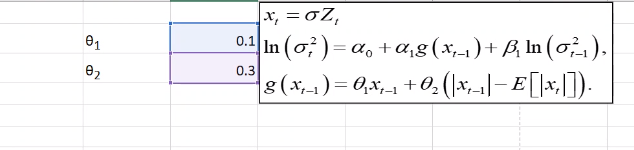 x_t = σZ_t
θ1 0.1 ln(σ_t^2) = α_0 + α_1 g(x_{t-1}) + β_1 ln(σ_{t-1}^2),
θ2 0.3 g(x_{t-1}) = θ_1 x_{t-1} + θ_2 (|x_{t-1}| - E[|x_t|]).